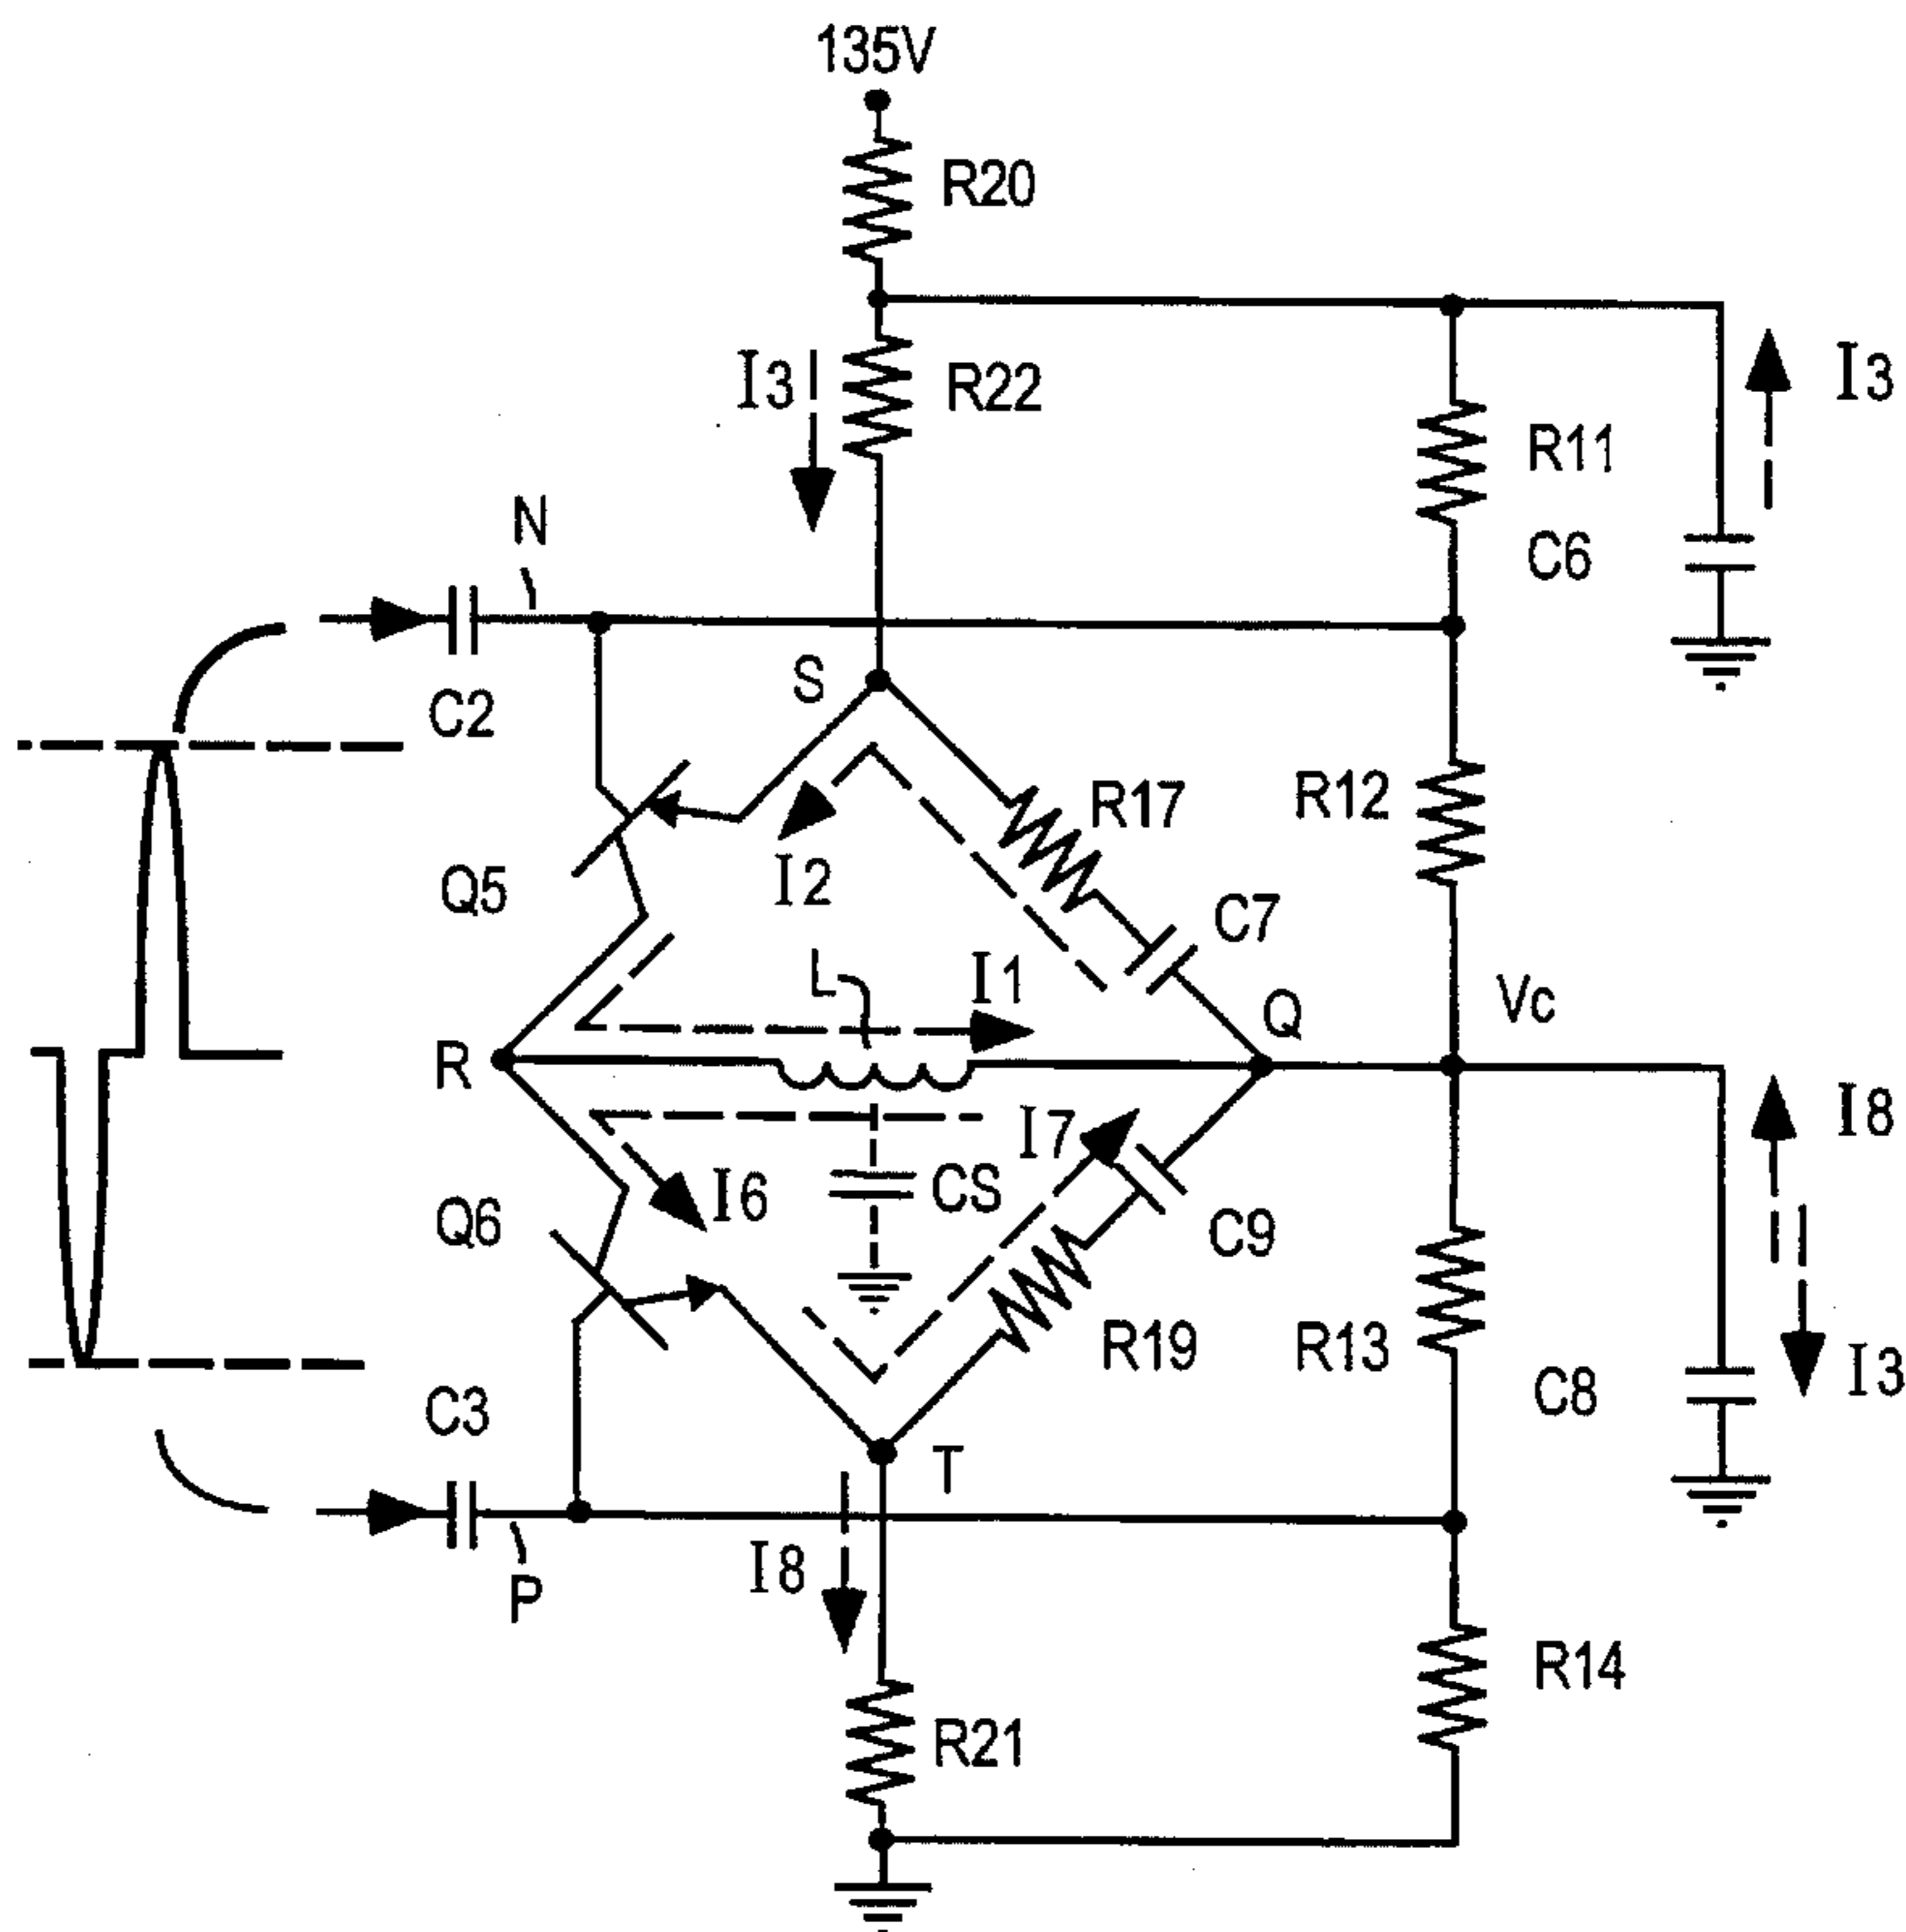 135V
R20
I3
R22
I3
R11
N
C6
S
C2
R17
R12
Q5
I2
C7
L
I1
Q
Vc
R
I7
I8
I6
CS
Q6
C9
R19
R13
I3
C8
C3
T
I8
P
R14
R21